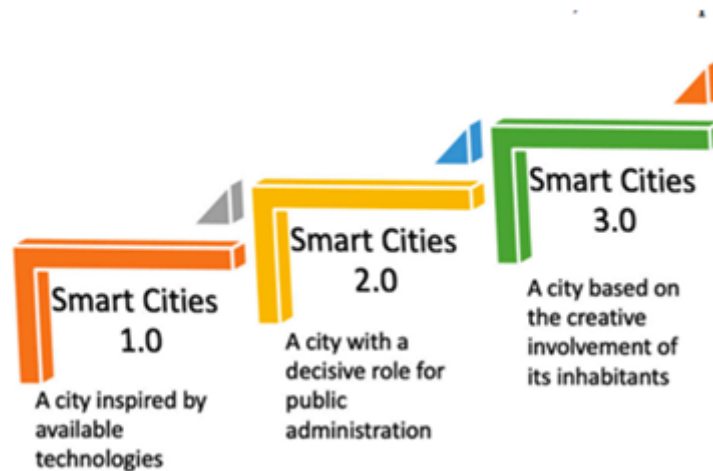 Smart Cities
1.0
A city inspired by
available
technologies
Smart Cities
2.0
A city with a
decisive role for
public
administration
Smart Cities
3.0
A city based on
the creative
involvement of
its inhabitants